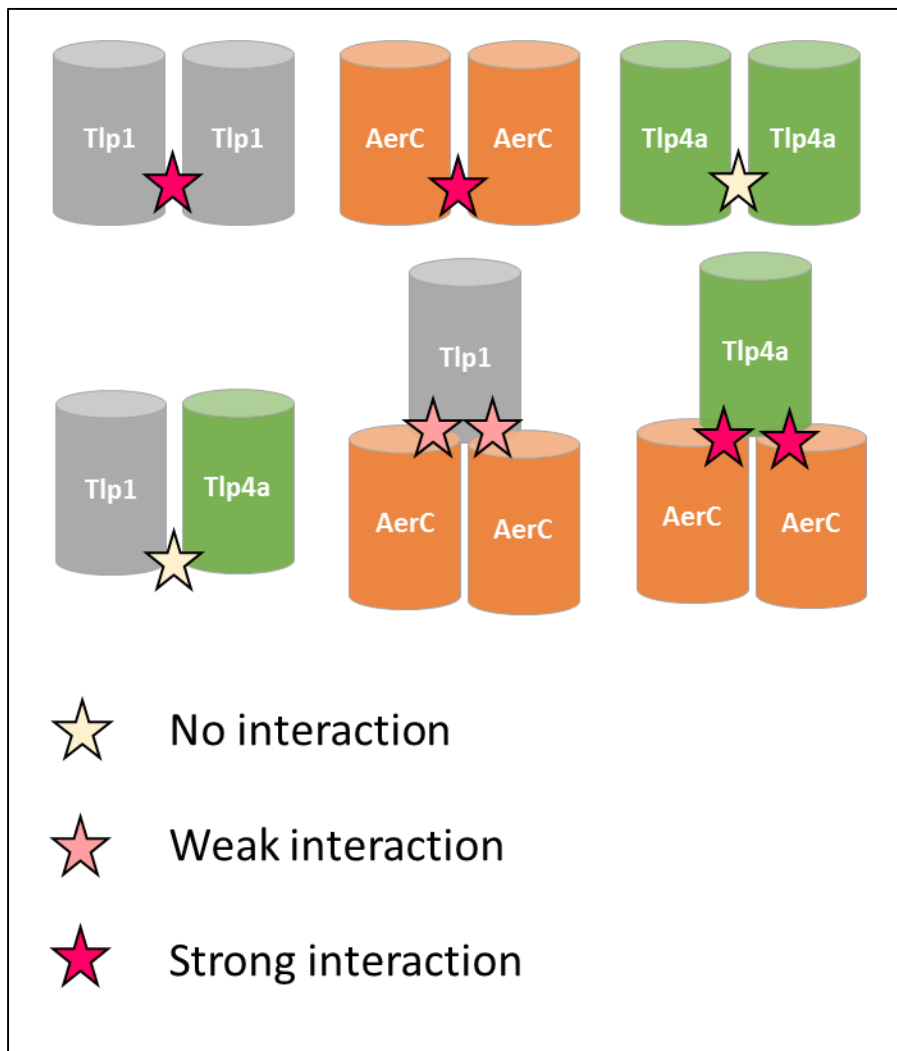 Tlp1 Tlp1 AerC AerC Tlp4a Tlp4a
Tlp1 Tlp4a
Tlp1
AerC AerC
Tlp4a
AerC AerC
No interaction
Weak interaction
Strong interaction